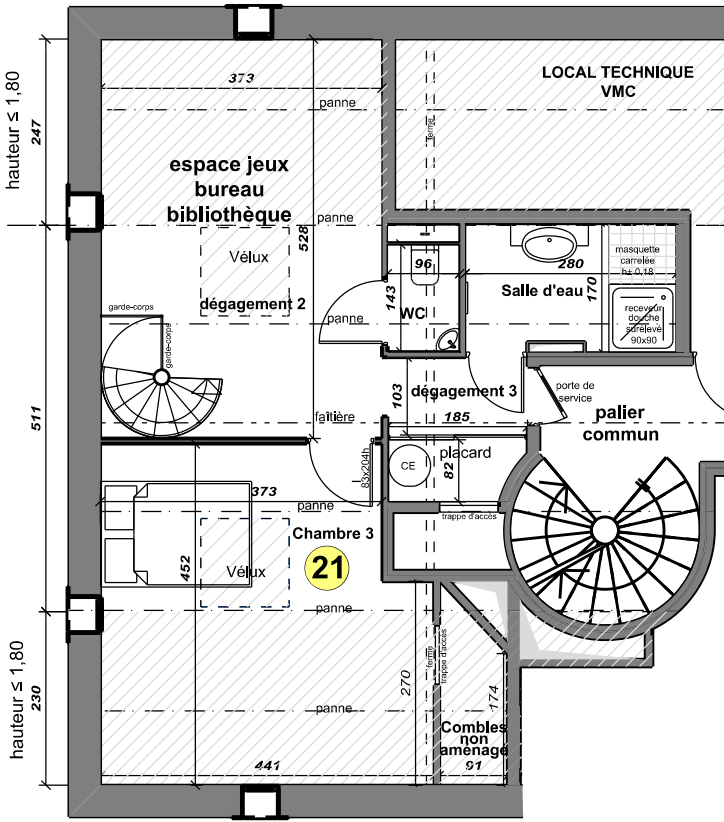 hauteur ≤ 1,80
247
511
hauteur ≤ 1,80
230
373
panne
LOCAL TECHNIQUE
VMC
ferme
espace jeux
bureau
bibliothèque
panne
528
Vélux
dégagement 2
garde-corps
garde-corps
panne
96
143
WC
280
Salle d'eau
170
masquette
carrelée
h± 0,18
receveur
douche
surélevé
90x90
103
dégagement 3
185
porte de
service
palier
commun
faîtière
83x204h
CE
placard
82
trappe d'accès
373
panne
Chambre 3
21
452
Vélux
panne
ferme
trappe d'accès
270
174
panne
Combles
non
aménagé
441
91